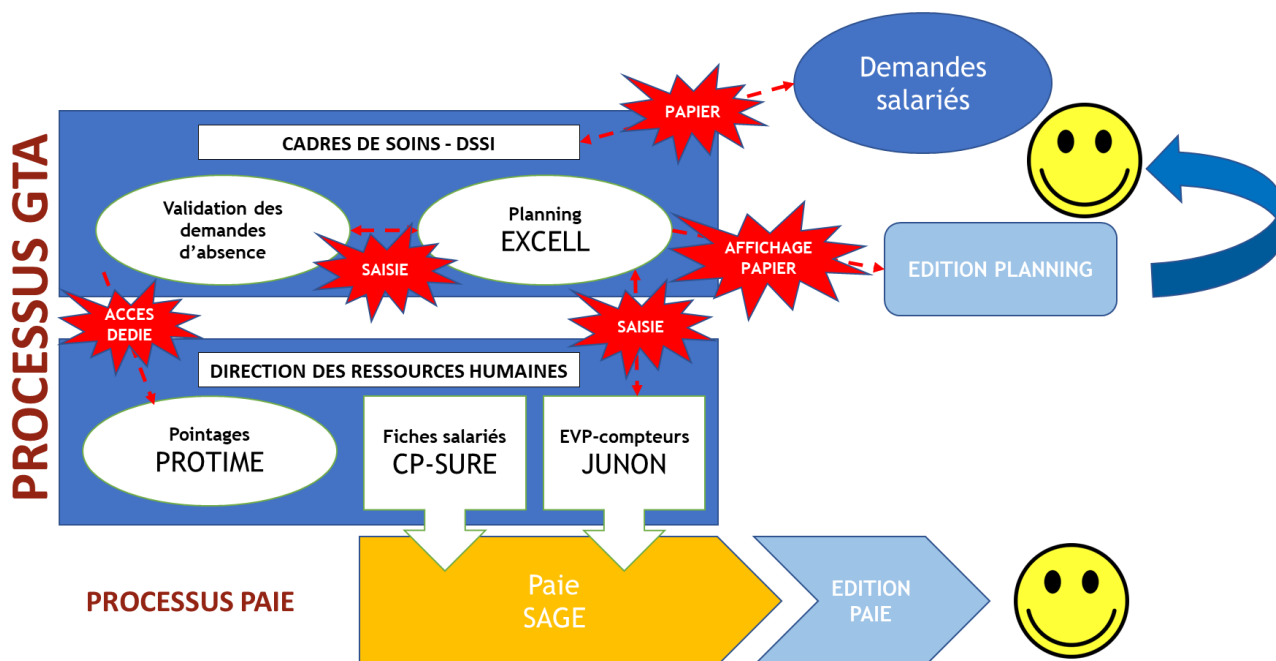 PROCESSUS GTA
Demandes
salariés
PAPIER
CADRES DE SOINS - DSSI
Validation des
demandes
d’absence
SAISIE
Planning
EXCELL
AFFICHAGE
PAPIER
EDITION PLANNING
ACCES
DEDIE
SAISIE
DIRECTION DES RESSOURCES HUMAINES
Pointages
PROTIME
Fiches salariés
CP-SURE
EVP-compteurs
JUNON
PROCESSUS PAIE
Paie
SAGE
EDITION
PAIE